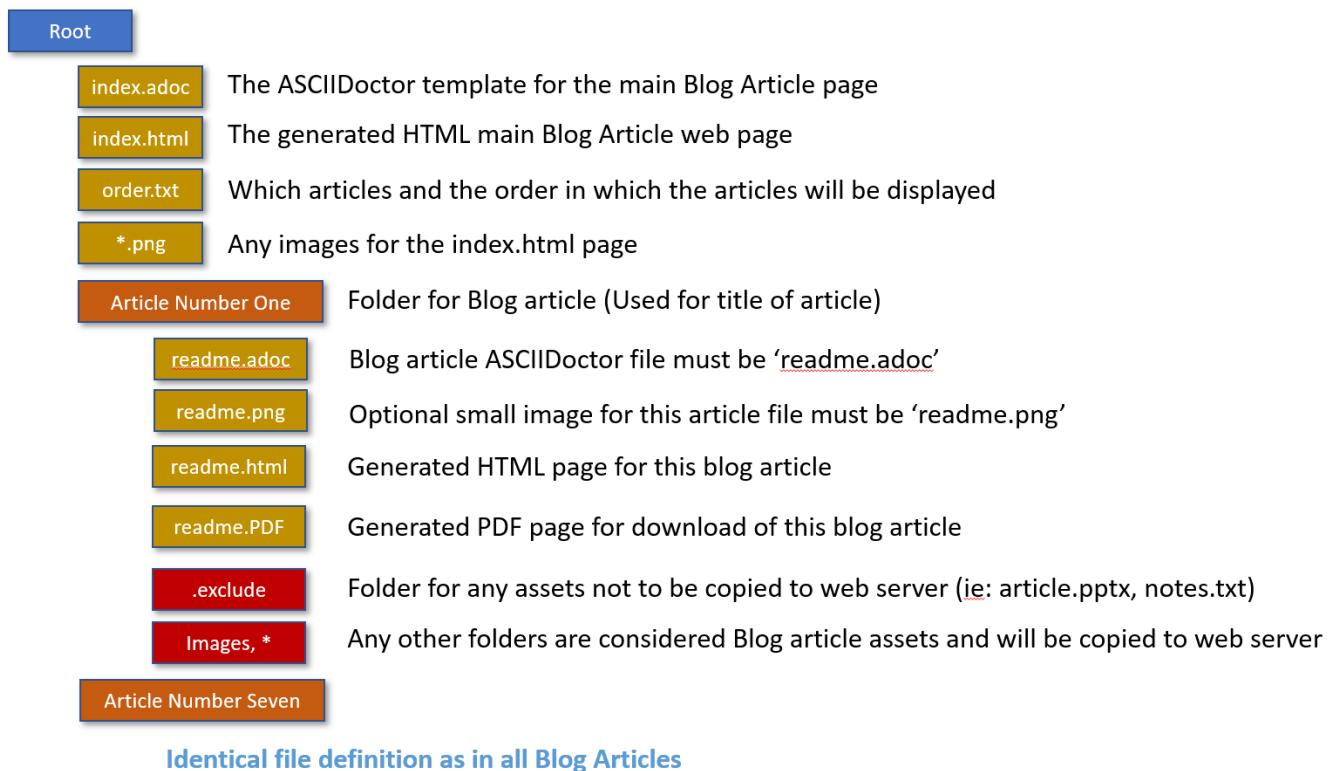 Root
index.adoc The ASCIIDoctor template for the main Blog Article page
index.html The generated HTML main Blog Article web page
order.txt Which articles and the order in which the articles will be displayed
*.png Any images for the index.html page
Article Number One Folder for Blog article (Used for title of article)
readme.adoc Blog article ASCIIDoctor file must be ‘readme.adoc’
readme.png Optional small image for this article file must be ‘readme.png’
readme.html Generated HTML page for this blog article
readme.PDF Generated PDF page for download of this blog article
.exclude Folder for any assets not to be copied to web server (ie: article.pptx, notes.txt)
Images, * Any other folders are considered Blog article assets and will be copied to web server
Article Number Seven
Identical file definition as in all Blog Articles